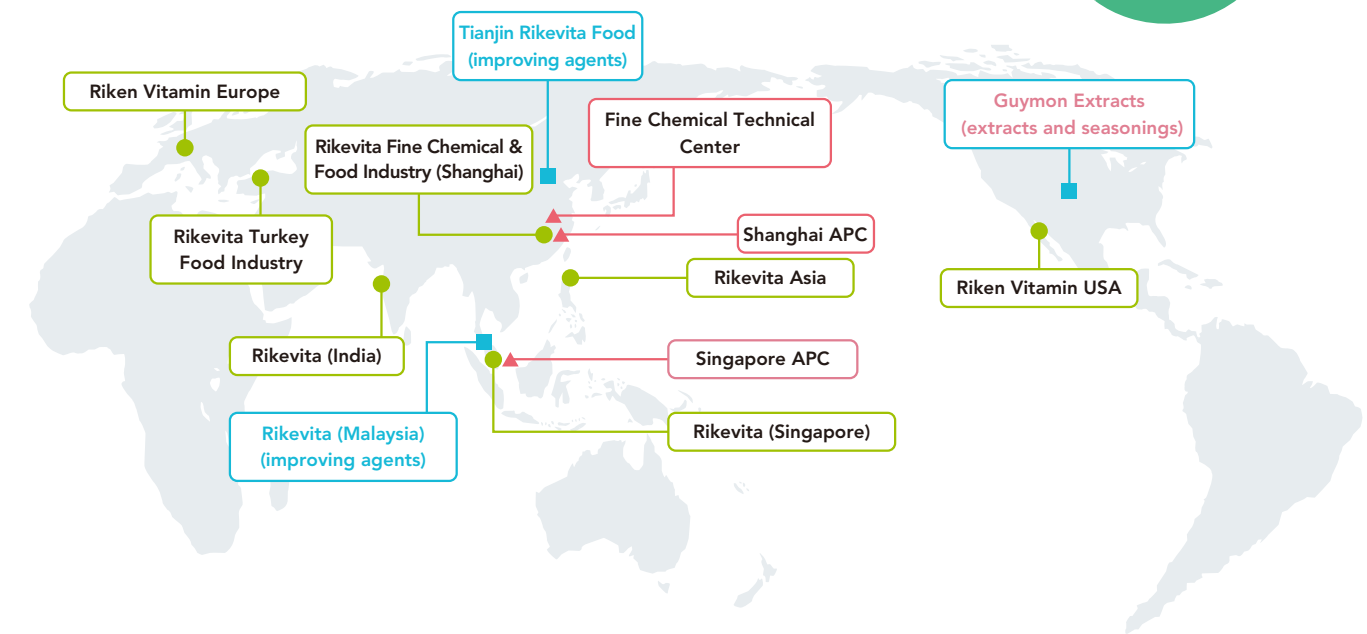 Tianjin Rikevita Food
(improving agents)
Riken Vitamin Europe
Guymon Extracts
(extracts and seasonings)
Fine Chemical Technical
Center
Rikevita Fine Chemical &
Food Industry (Shanghai)
Rikevita Turkey
Food Industry
Shanghai APC
Rikevita Asia
Riken Vitamin USA
Rikevita (India)
Singapore APC
Rikevita (Malaysia)
(improving agents)
Rikevita (Singapore)